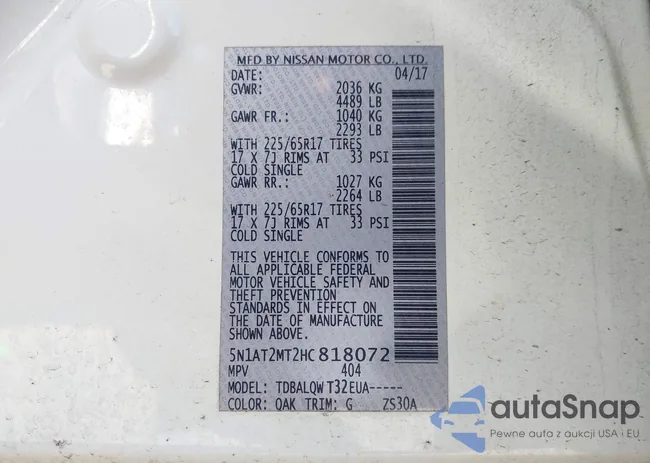 MFD BY NISSAN MOTOR CO., LTD.
DATE: 04/17
GVWR: 2036 KG
4489 LB
GAWR FR.: 1040 KG
2293 LB
WITH 225/65R17 TIRES
17 X 7J RIMS AT 33 PSI
COLD SINGLE
GAWR RR.: 1027 KG
2264 LB
WITH 225/65R17 TIRES
17 X 7J RIMS AT 33 PSI
COLD SINGLE
THIS VEHICLE CONFORMS TO
ALL APPLICABLE FEDERAL
MOTOR VEHICLE SAFETY AND
THEFT PREVENTION
STANDARDS IN EFFECT ON
THE DATE OF MANUFACTURE
SHOWN ABOVE.
5N1AT2MT2HC818072
MPV 404
MODEL: TDBALQW T32EUA-----
COLOR: QAK TRIM: G ZS30A
autoSnap
Pewne auto z aukcji USA i EU